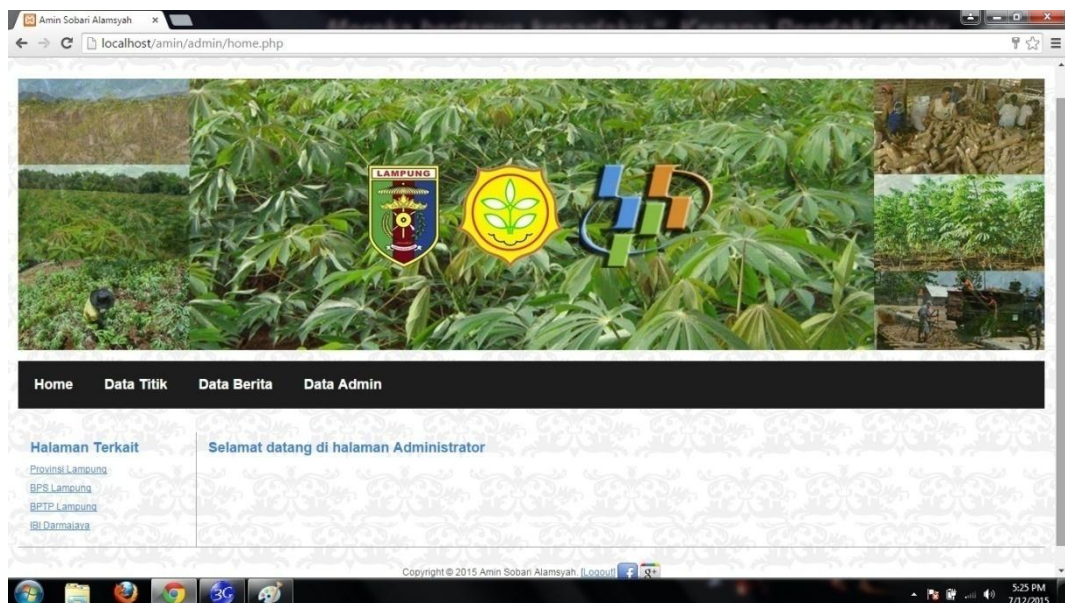 Amin Sobari Alamsyah
localhost/amin/admin/home.php
LAMPUNG
Home Data Titik Data Berita Data Admin
Halaman Terkait
Provinsi Lampung
BPS Lampung
BPTP Lampung
IBI Darmajaya
Selamat datang di halaman Administrator
Copyright © 2015 Amin Sobari Alamsyah. [Logout] f g+
3G
5:25 PM
7/12/2015